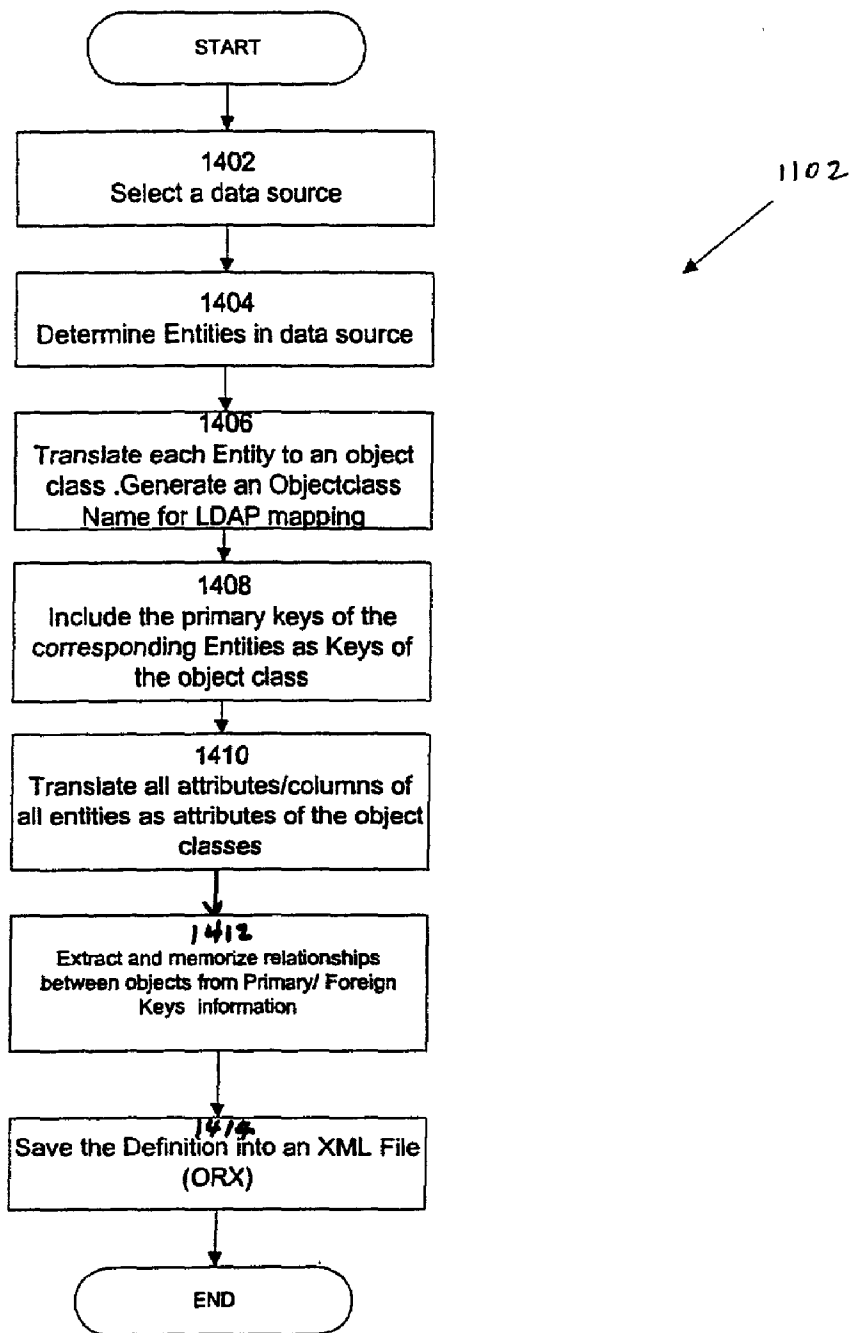 START
1402
Select a data source
1102
1404
Determine Entities in data source
1406
Translate each Entity to an object
class .Generate an Objectclass
Name for LDAP mapping
1408
Include the primary keys of the
corresponding Entities as Keys of
the object class
1410
Translate all attributes/columns of
all entities as attributes of the object
classes
1412
Extract and memorize relationships
between objects from Primary/ Foreign
Keys information
1414
Save the Definition into an XML File
(ORX)
END